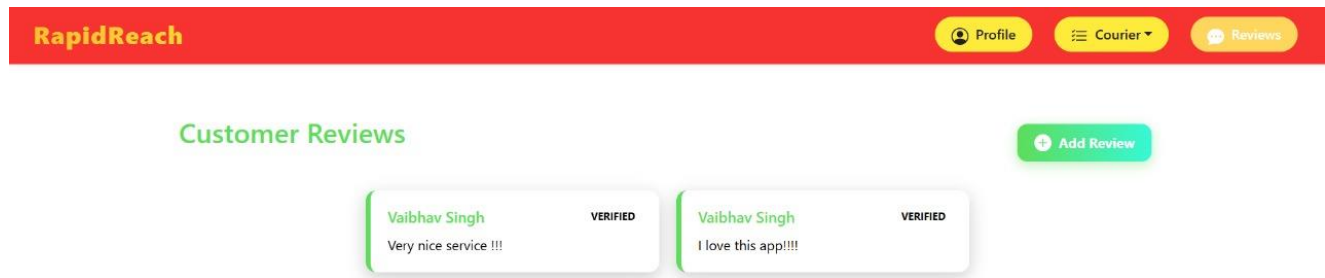 RapidReach Profile Courier Reviews
Customer Reviews Add Review
Vaibhav Singh VERIFIED
Very nice service !!!
Vaibhav Singh VERIFIED
I love this app!!!!